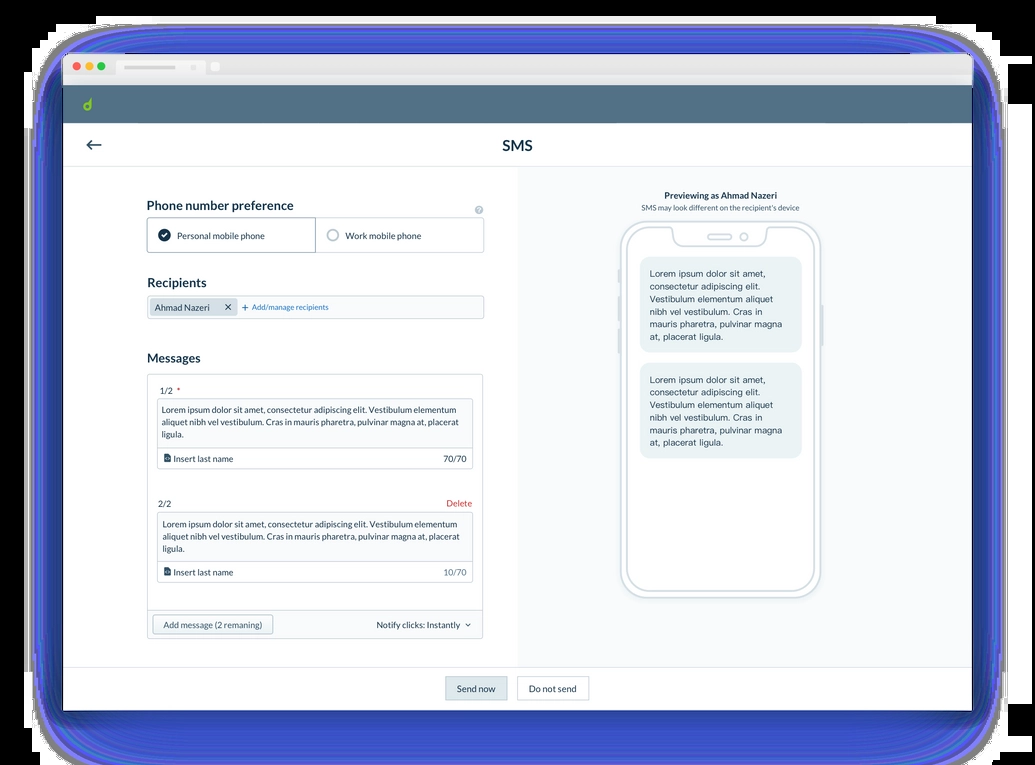 SMS
Phone number preference
?
Personal mobile phone
Work mobile phone
Recipients
Ahmad Nazeri
+ Add/manage recipients
Messages
1/2 *
Lorem ipsum dolor sit amet, consectetur adipiscing elit. Vestibulum elementum
aliquet nibh vel vestibulum. Cras in mauris pharetra, pulvinar magna at, placerat
ligula.
Insert last name
70/70
2/2
Delete
Lorem ipsum dolor sit amet, consectetur adipiscing elit. Vestibulum elementum
aliquet nibh vel vestibulum. Cras in mauris pharetra, pulvinar magna at, placerat
ligula.
Insert last name
10/70
Add message (2 remaning)
Notify clicks: Instantly
Previewing as Ahmad Nazeri
SMS may look different on the recipient's device
Lorem ipsum dolor sit amet,
consectetur adipiscing elit.
Vestibulum elementum aliquet
nibh vel vestibulum. Cras in
mauris pharetra, pulvinar magna
at, placerat ligula.
Lorem ipsum dolor sit amet,
consectetur adipiscing elit.
Vestibulum elementum aliquet
nibh vel vestibulum. Cras in
mauris pharetra, pulvinar magna
at, placerat ligula.
Send now
Do not send